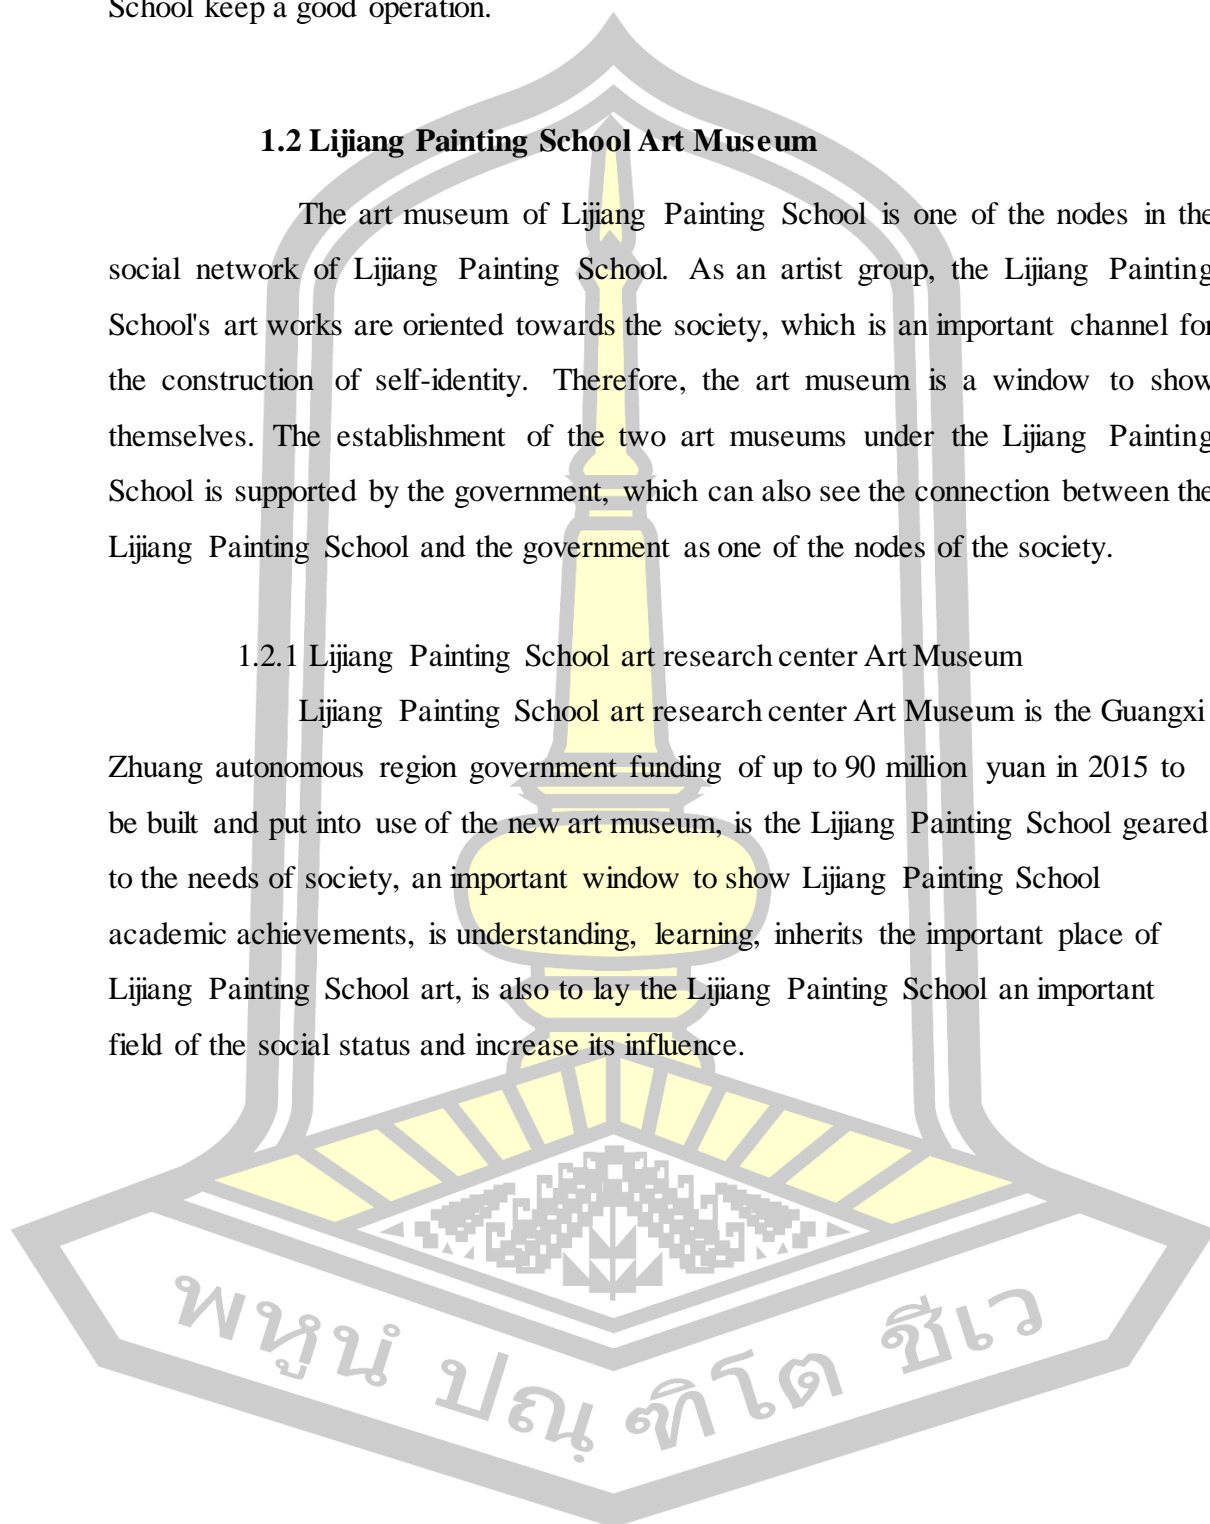 School keep a good operation.
1.2 Lijiang Painting School Art Museum
The art museum of Lijiang Painting School is one of the nodes in the
social network of Lijiang Painting School. As an artist group, the Lijiang Painting
School's art works are oriented towards the society, which is an important channel for
the construction of self-identity. Therefore, the art museum is a window to show
themselves. The establishment of the two art museums under the Lijiang Painting
School is supported by the government, which can also see the connection between the
Lijiang Painting School and the government as one of the nodes of the society.
1.2.1 Lijiang Painting School art research center Art Museum
Lijiang Painting School art research center Art Museum is the Guangxi
Zhuang autonomous region government funding of up to 90 million yuan in 2015 to
be built and put into use of the new art museum, is the Lijiang Painting School geared
to the needs of society, an important window to show Lijiang Painting School
academic achievements, is understanding, learning, inherits the important place of
Lijiang Painting School art, is also to lay the Lijiang Painting School an important
field of the social status and increase its influence.
พหูนํ ปณฺฑิโต ชีเว